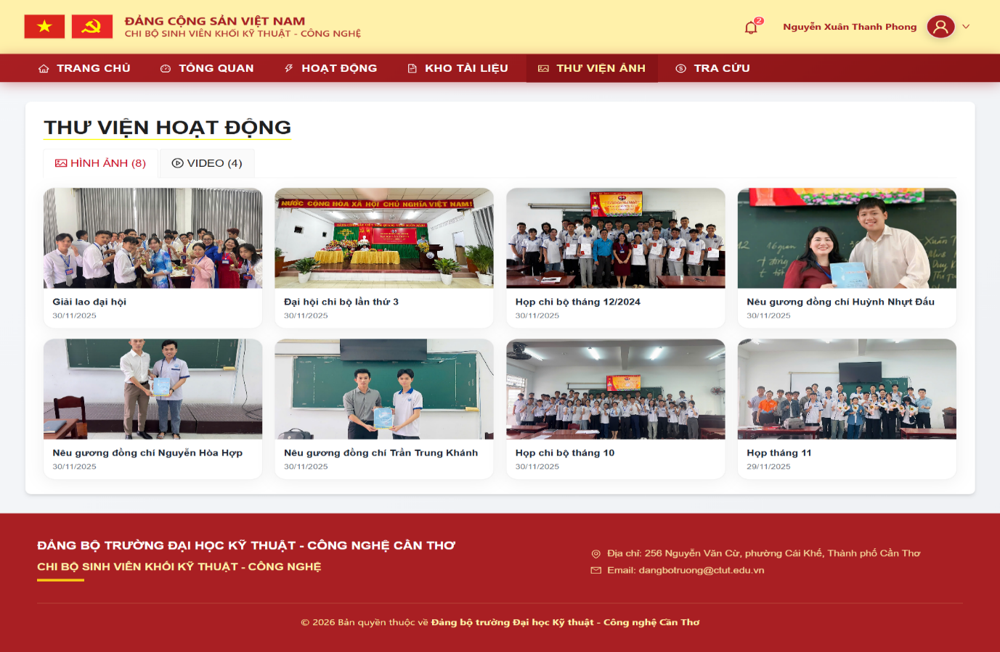 ĐẢNG CỘNG SẢN VIỆT NAM
CHI BỘ SINH VIÊN KHỐI KỸ THUẬT - CÔNG NGHỆ
2
Nguyễn Xuân Thanh Phong
TRANG CHỦ
TỔNG QUAN
HOẠT ĐỘNG
KHO TÀI LIỆU
THƯ VIỆN ẢNH
TRA CỨU
THƯ VIỆN HOẠT ĐỘNG
HÌNH ẢNH (8)
VIDEO (4)
NƯỚC CỘNG HÒA XÃ HỘI CHỦ NGHĨA VIỆT NAM
Giải lao đại hội
30/11/2025
Đại hội chi bộ lần thứ 3
30/11/2025
Họp chi bộ tháng 12/2024
30/11/2025
Nêu gương đồng chí Huỳnh Nhựt Đấu
30/11/2025
Nêu gương đồng chí Nguyễn Hòa Hợp
30/11/2025
Nêu gương đồng chí Trần Trung Khánh
30/11/2025
Họp chi bộ tháng 10
30/11/2025
Họp tháng 11
29/11/2025
ĐẢNG BỘ TRƯỜNG ĐẠI HỌC KỸ THUẬT - CÔNG NGHỆ CẦN THƠ
CHI BỘ SINH VIÊN KHỐI KỸ THUẬT - CÔNG NGHỆ
Địa chỉ: 256 Nguyễn Văn Cừ, phường Cái Khế, Thành phố Cần Thơ
Email: dangbotruong@ctut.edu.vn
© 2026 Bản quyền thuộc về Đảng bộ trường Đại học Kỹ thuật - Công nghệ Cần Thơ